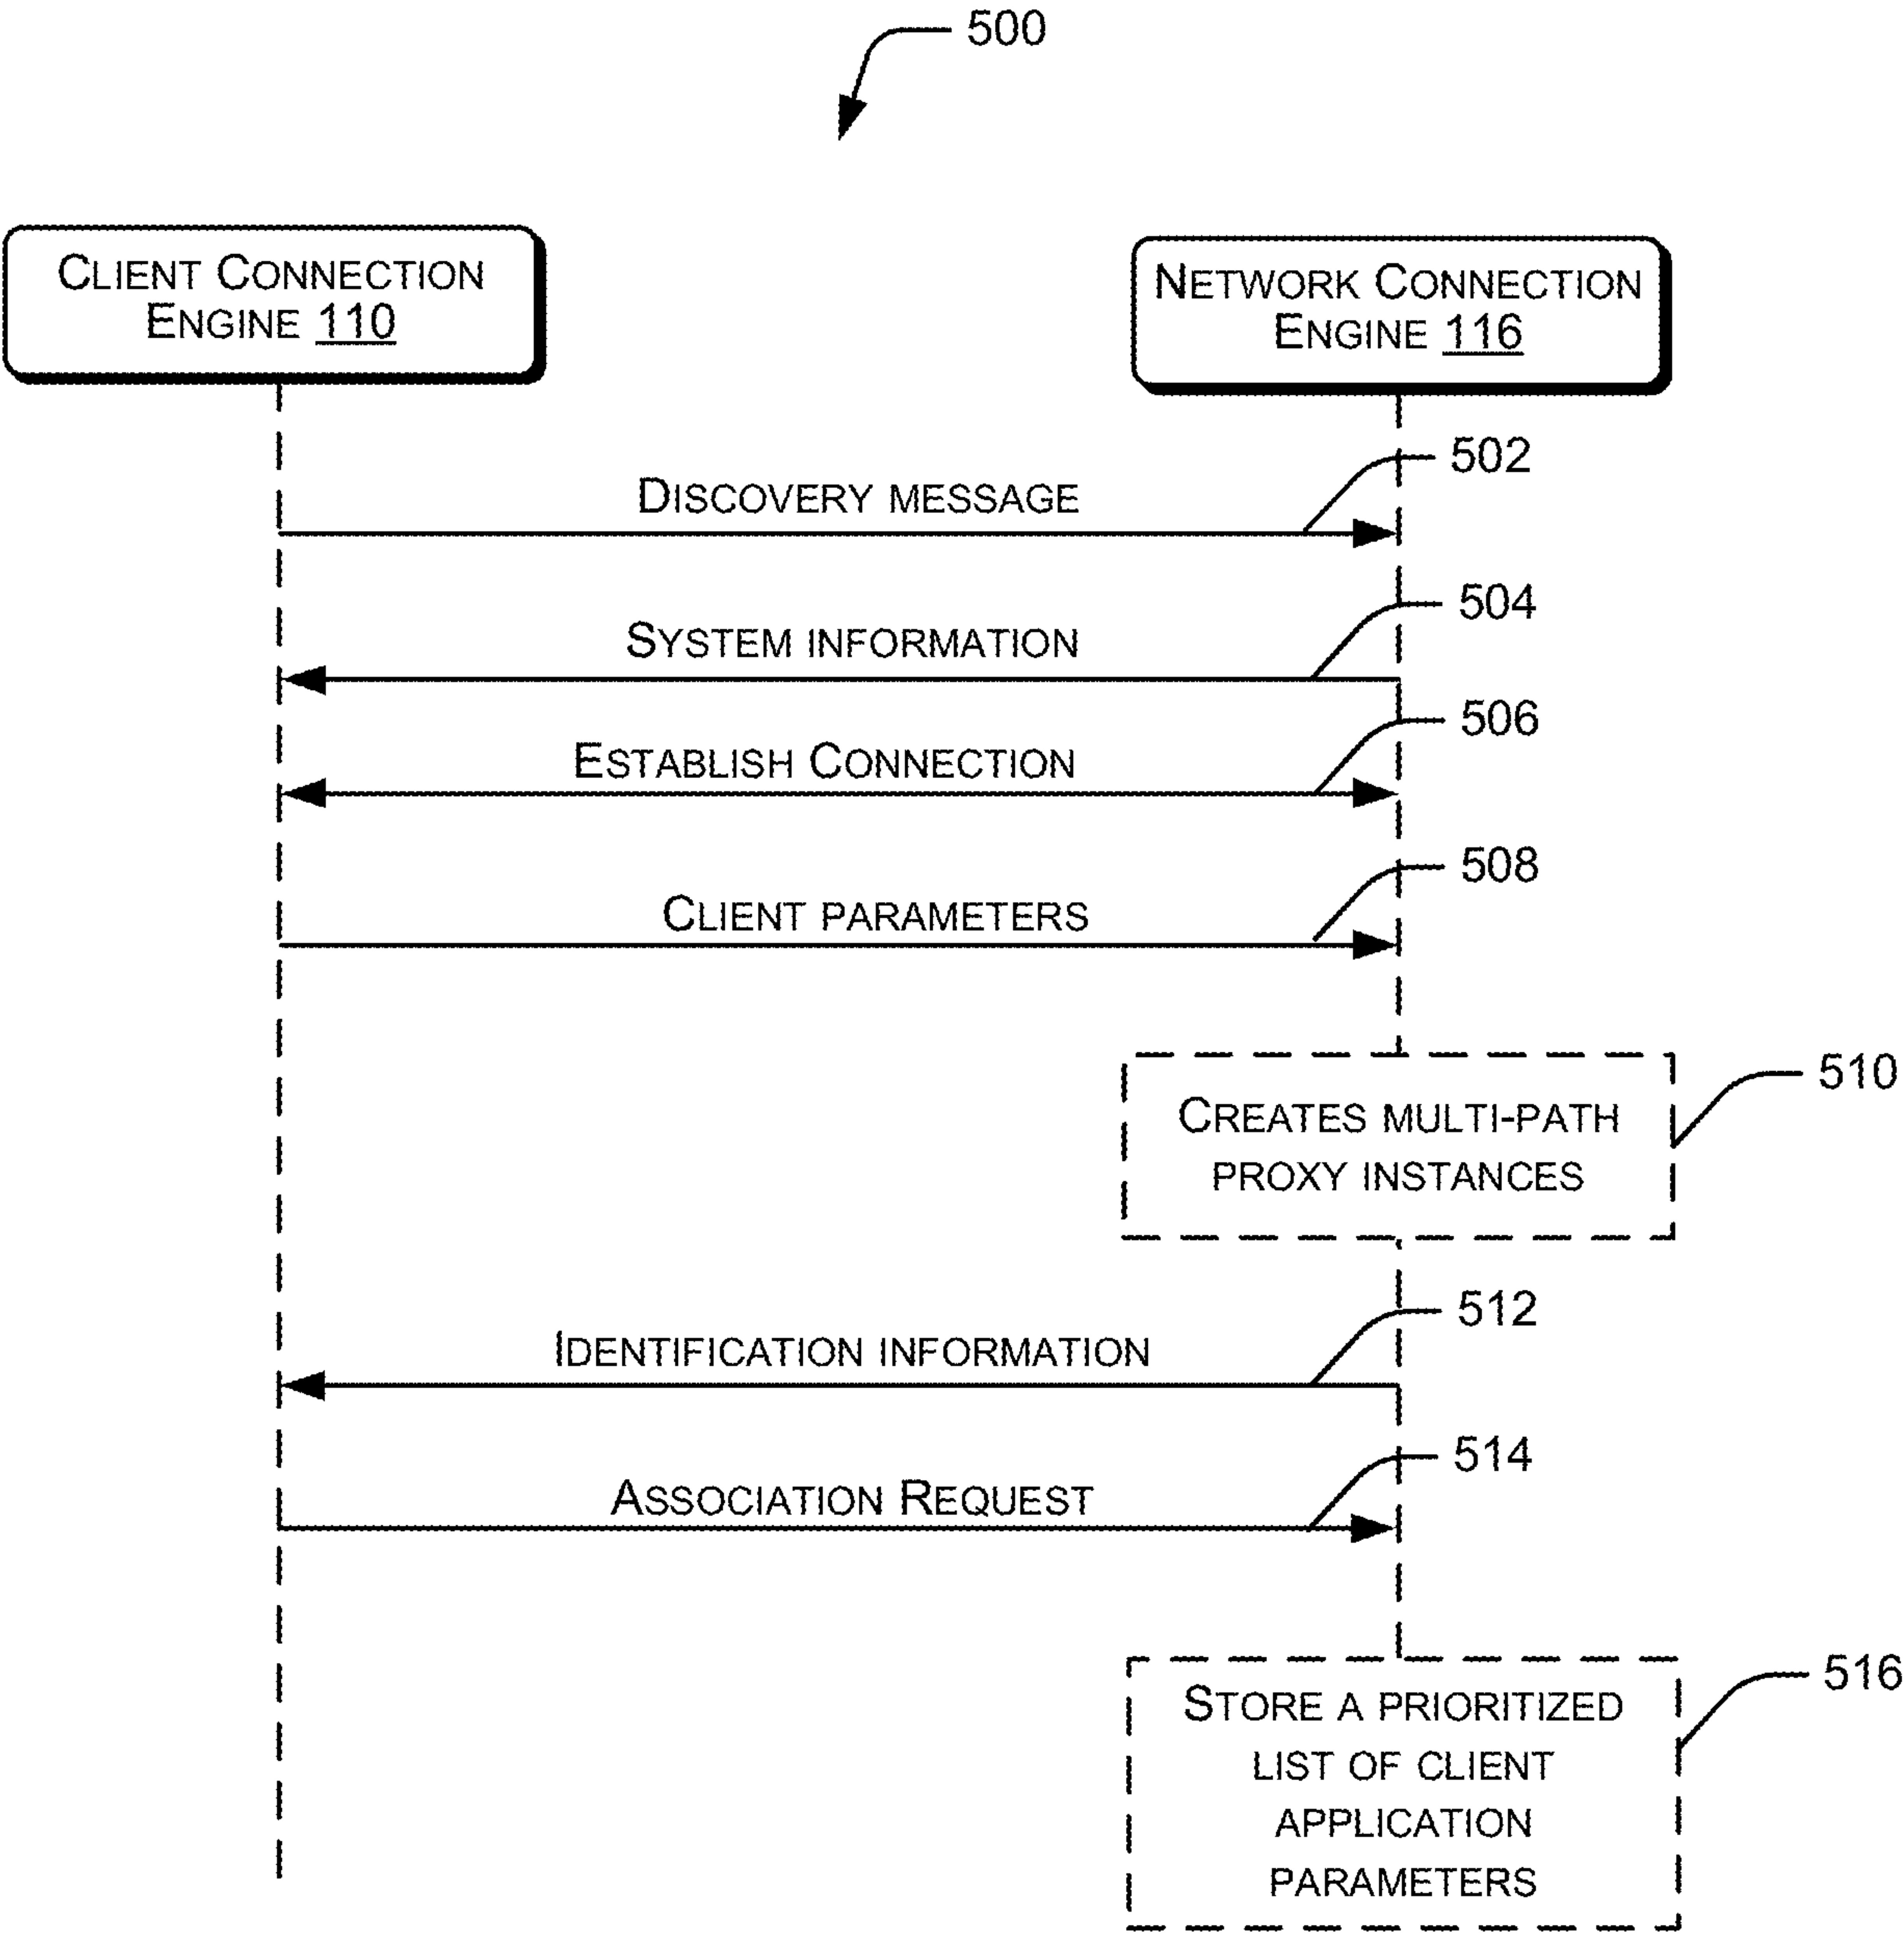 500
CLIENT CONNECTION
ENGINE 110
NETWORK CONNECTION
ENGINE 116
502
DISCOVERY MESSAGE
504
SYSTEM INFORMATION
506
ESTABLISH CONNECTION
508
CLIENT PARAMETERS
510
CREATES MULTI-PATH
PROXY INSTANCES
512
IDENTIFICATION INFORMATION
514
ASSOCIATION REQUEST
516
STORE A PRIORITIZED
LIST OF CLIENT
APPLICATION
PARAMETERS